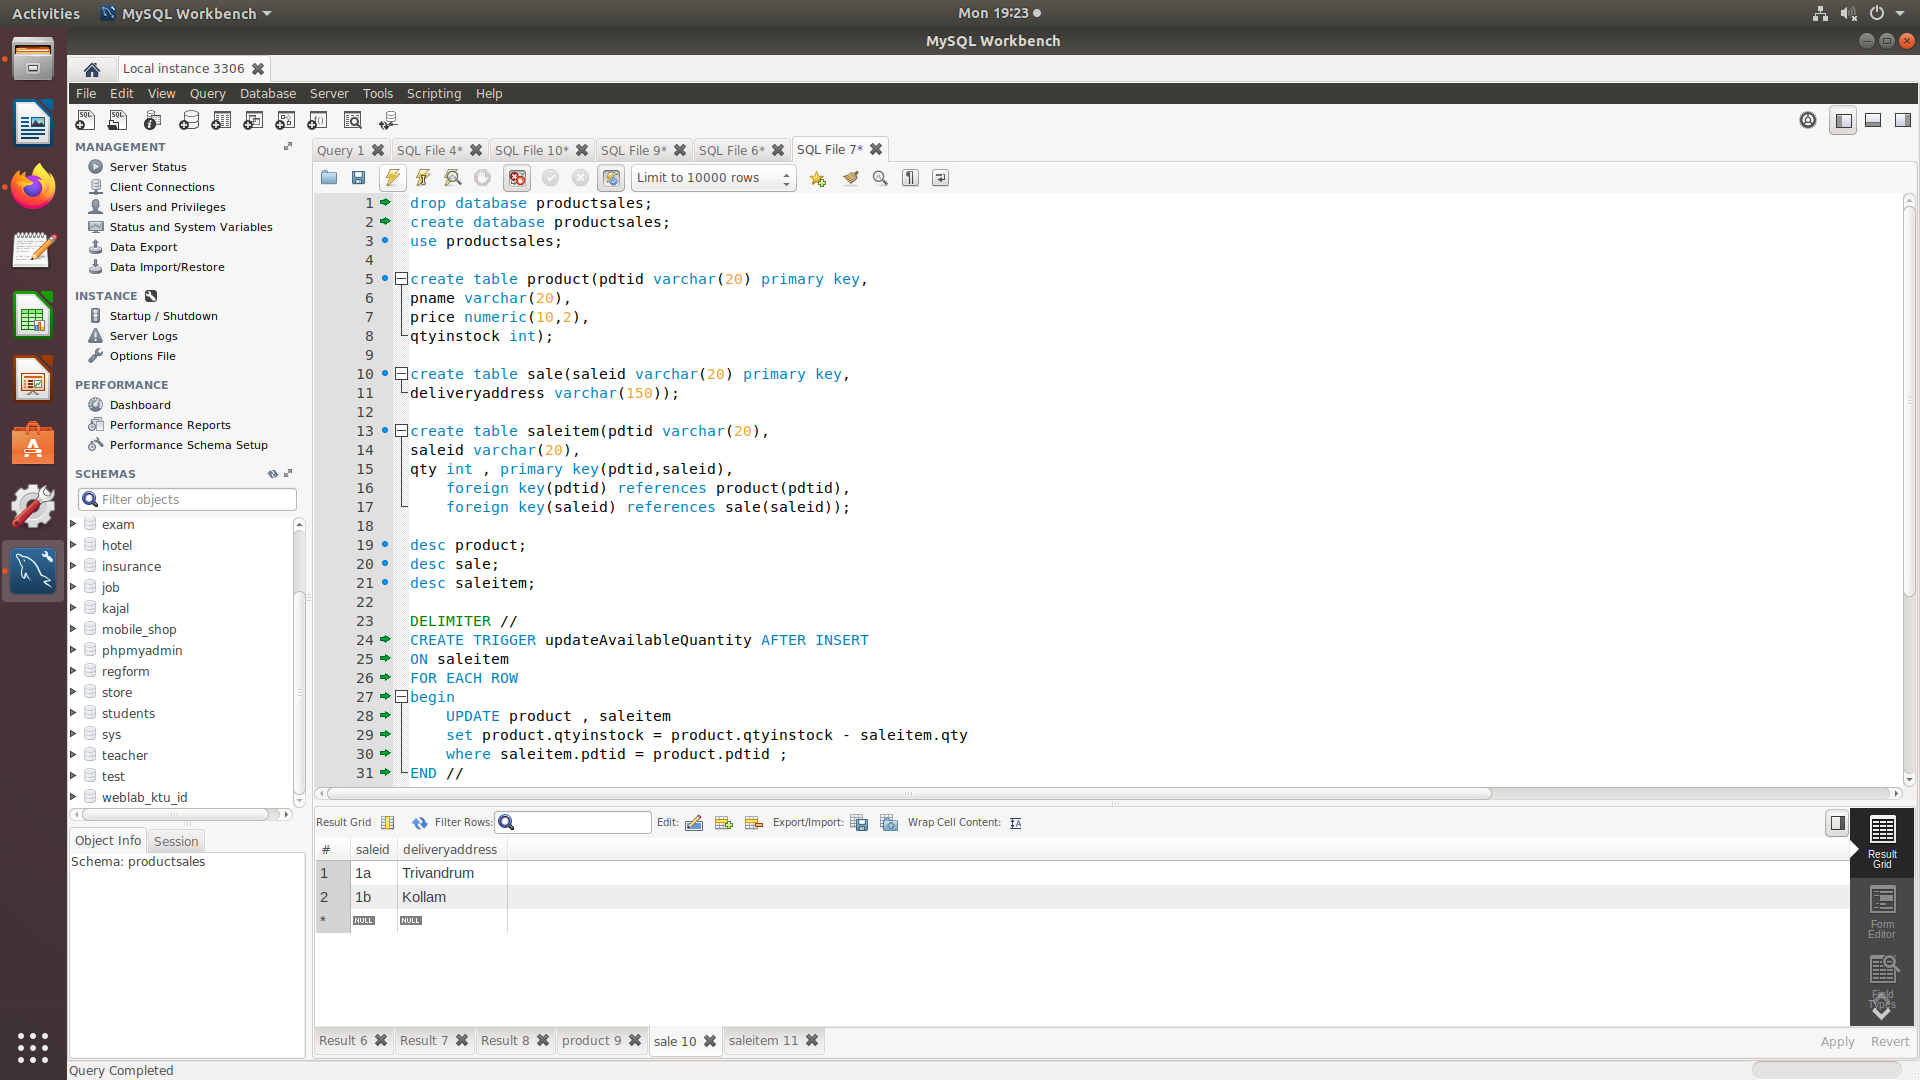 Activities
MySQL Workbench
Mon 19:23
MySQL Workbench
Local instance 3306
File Edit View Query Database Server Tools Scripting Help
MANAGEMENT
Server Status
Client Connections
Users and Privileges
Status and System Variables
Data Export
Data Import/Restore
INSTANCE
Startup / Shutdown
Server Logs
Options File
PERFORMANCE
Dashboard
Performance Reports
Performance Schema Setup
SCHEMAS
Filter objects
exam
hotel
insurance
job
kajal
mobile_shop
phpmyadmin
regform
store
students
sys
teacher
test
weblab_ktu_id
Object Info Session
Schema: productsales
Query 1 SQL File 4* SQL File 10* SQL File 9* SQL File 6* SQL File 7*
Limit to 10000 rows
1 drop database productsales;
2 create database productsales;
3 use productsales;
4
5 create table product(pdtid varchar(20) primary key,
6 pname varchar(20),
7 price numeric(10,2),
8 qtyinstock int);
9
10 create table sale(saleid varchar(20) primary key,
11 deliveryaddress varchar(150));
12
13 create table saleitem(pdtid varchar(20),
14 saleid varchar(20),
15 qty int , primary key(pdtid,saleid),
16 foreign key(pdtid) references product(pdtid),
17 foreign key(saleid) references sale(saleid));
18
19 desc product;
20 desc sale;
21 desc saleitem;
22
23 DELIMITER //
24 CREATE TRIGGER updateAvailableQuantity AFTER INSERT
25 ON saleitem
26 FOR EACH ROW
27 begin
28 UPDATE product , saleitem
29 set product.qtyinstock = product.qtyinstock - saleitem.qty
30 where saleitem.pdtid = product.pdtid ;
31 END //
Result Grid Filter Rows: Edit: Export/Import: Wrap Cell Content:
# saleid deliveryaddress
1 1a Trivandrum
2 1b Kollam
* NULL NULL
Result
Grid
Form
Editor
Field
Types
Result 6 Result 7 Result 8 product 9 sale 10 saleitem 11
Apply Revert
Query Completed